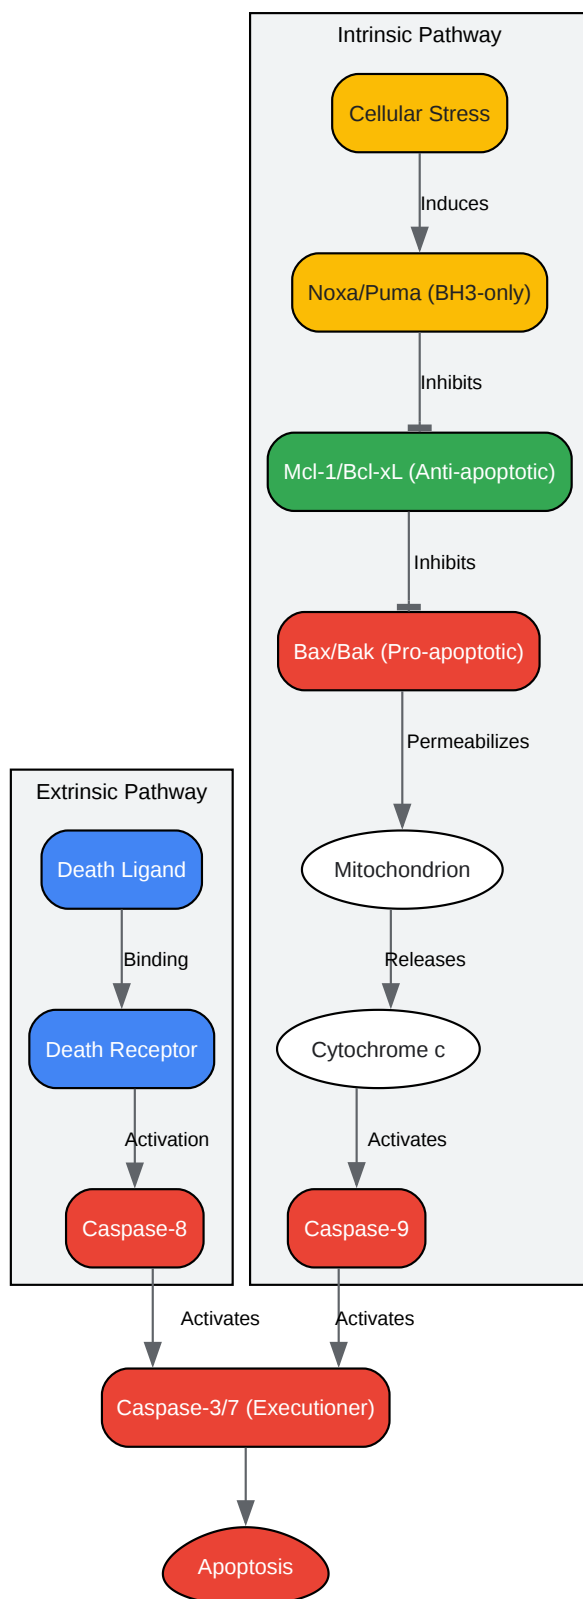 Intrinsic Pathway
Cellular Stress
Induces
Noxa/Puma (BH3-only)
Inhibits
Mcl-1/Bcl-xL (Anti-apoptotic)
Inhibits
Bax/Bak (Pro-apoptotic)
Permeabilizes
Mitochondrion
Releases
Cytochrome c
Activates
Caspase-9
Activates
Extrinsic Pathway
Death Ligand
Binding
Death Receptor
Activation
Caspase-8
Activates
Caspase-3/7 (Executioner)
Apoptosis